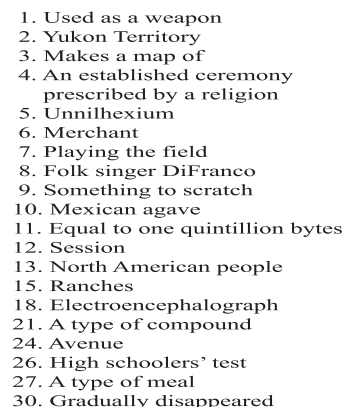 1. Used as a weapon
2. Yukon Territory
3. Makes a map of
4. An established ceremony
prescribed by a religion
5. Unnilhexium
6. Merchant
7. Playing the field
8. Folk singer DiFranco
9. Something to scratch
10. Mexican agave
11. Equal to one quintillion bytes
12. Session
13. North American people
15. Ranches
18. Electroencephalograph
21. A type of compound
24. Avenue
26. High schoolers’ test
27. A type of meal
30. Gradually disappeared